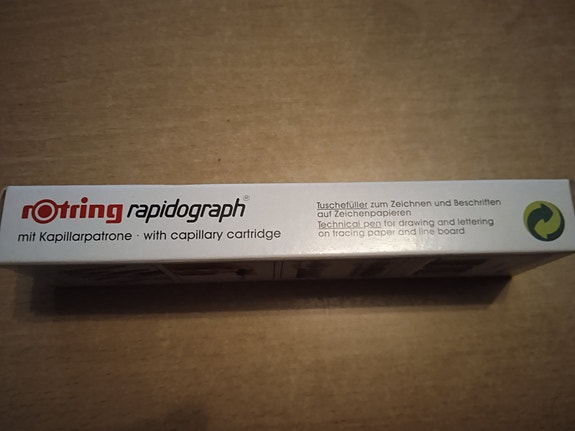 rotring rapidograph®
mit Kapillarpatrone · with capillary cartridge
Tuschefüller zum Zeichnen und Beschriften
auf Zeichenpapieren
Technical pen for drawing and lettering
on tracing paper and line board